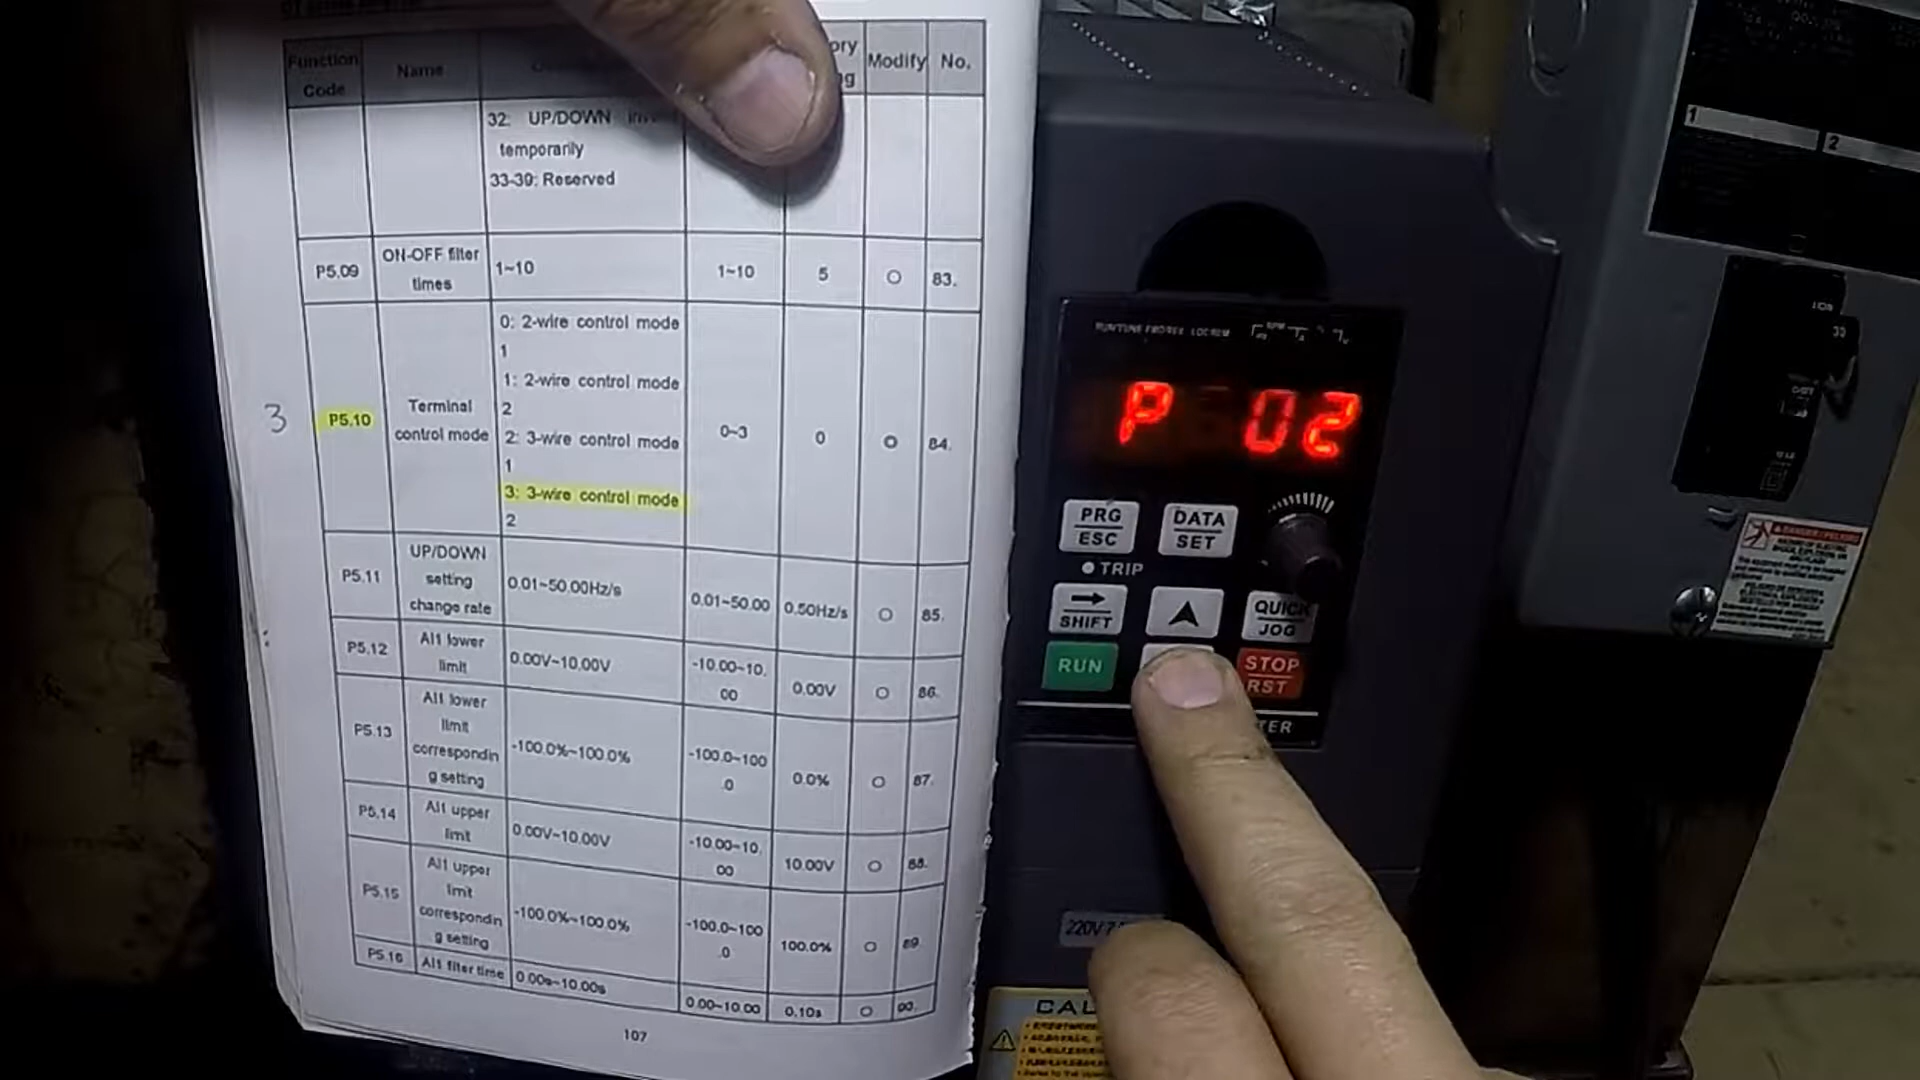 Function
Code
Name
Modify
No.
32: UP/DOWN
temporarily
33-39: Reserved
P5.09
ON-OFF filter
times
1~10
1~10
5
O
83.
3
P5.10
Terminal
control mode
0: 2-wire control mode
1
1: 2-wire control mode
2
2: 3-wire control mode
1
3: 3-wire control mode
2
0~3
0
O
84.
P5.11
UP/DOWN
setting
change rate
0.01~50.00Hz/s
0.01~50.00
0.50Hz/s
O
85.
P5.12
AI1 lower
limit
0.00V~10.00V
-10.00~10.
00
0.00V
O
86.
P5.13
AI1 lower
limit
correspondin
g setting
-100.0%~100.0%
-100.0~100
.0
0.0%
O
87.
P5.14
AI1 upper
limit
0.00V~10.00V
-10.00~10.
00
10.00V
O
88.
P5.15
AI1 upper
limit
correspondin
g setting
-100.0%~100.0%
-100.0~100
.0
100.0%
O
89.
P5.16
AI1 filter time
0.00s~10.00s
0.00~10.00
0.10s
O
90.
107
P 02
PRG
ESC
DATA
SET
TRIP
SHIFT
QUICK
JOG
RUN
STOP
RST
220V
1
2